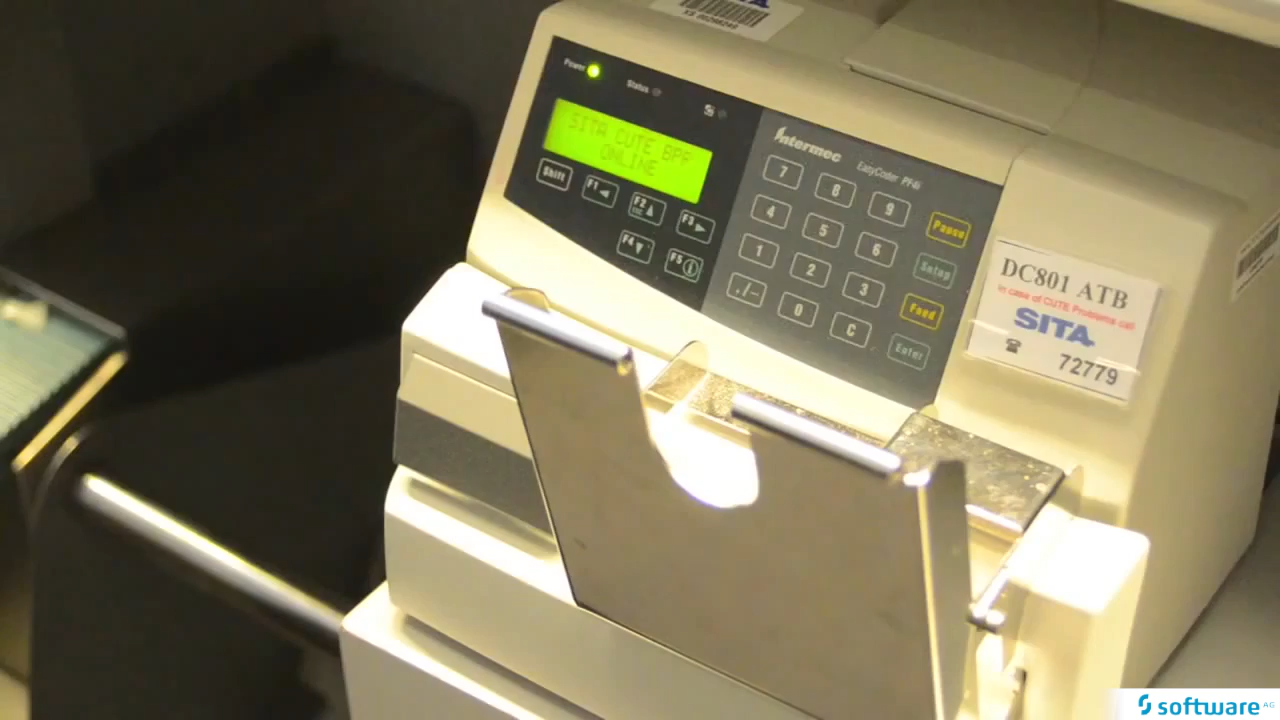 SITA
Power
Status
SITA CUTE BPP
ONLINE
Shift
F1
F2
ESC
F3
F4
F5
Intermec
EasyCoder PF4i
7 8 9
4 5 6
1 2 3
./- 0 C
Pause
Setup
Feed
Enter
DC801 ATB
in case of CUTE Problems call
SITA
72779
software AG